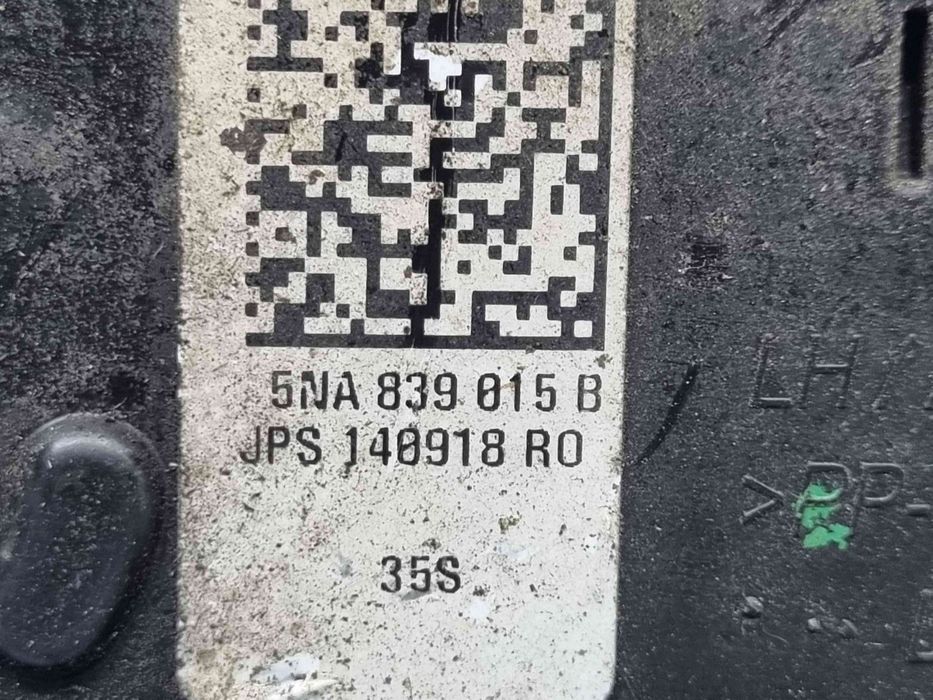 5NA 839 015 B
JPS 140918 RO
35S
LH
>PP-